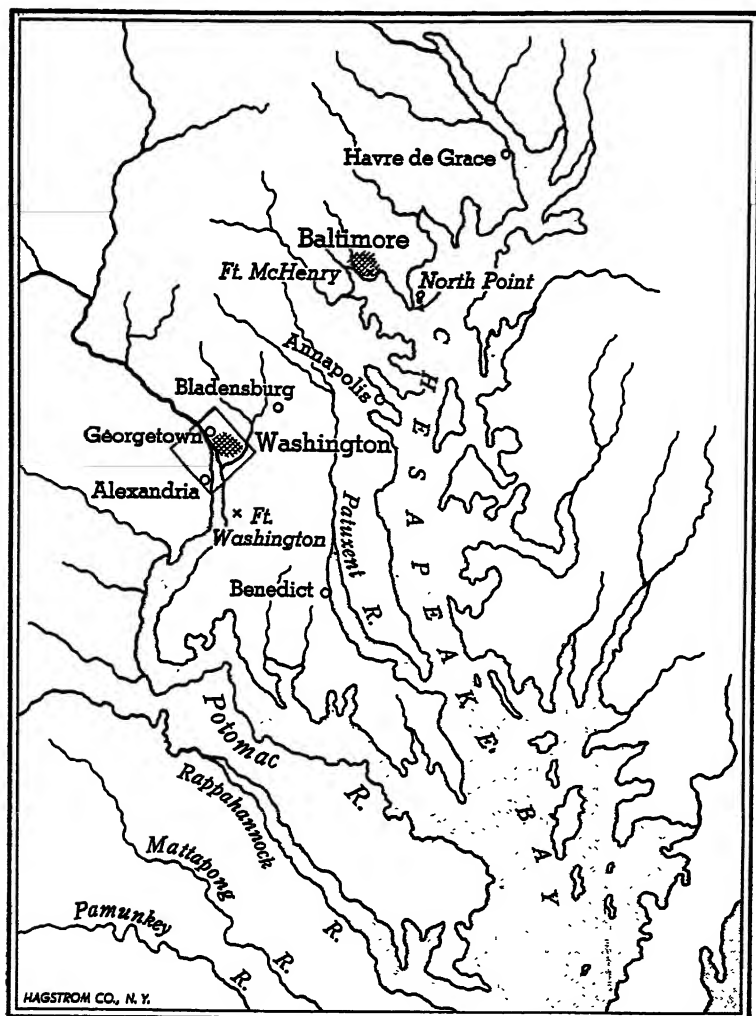 Havre de Grace
Baltimore
Ft. McHenry
North Point
CHESAPEAKE BAY
Annapolis
Bladensburg
Georgetown
Washington
Alexandria
Ft.
Washington
Patuxent R.
Benedict
Potomac R.
Rappahannock R.
Mattapong R.
Pamunkey R.
HAGSTROM CO., N. Y.